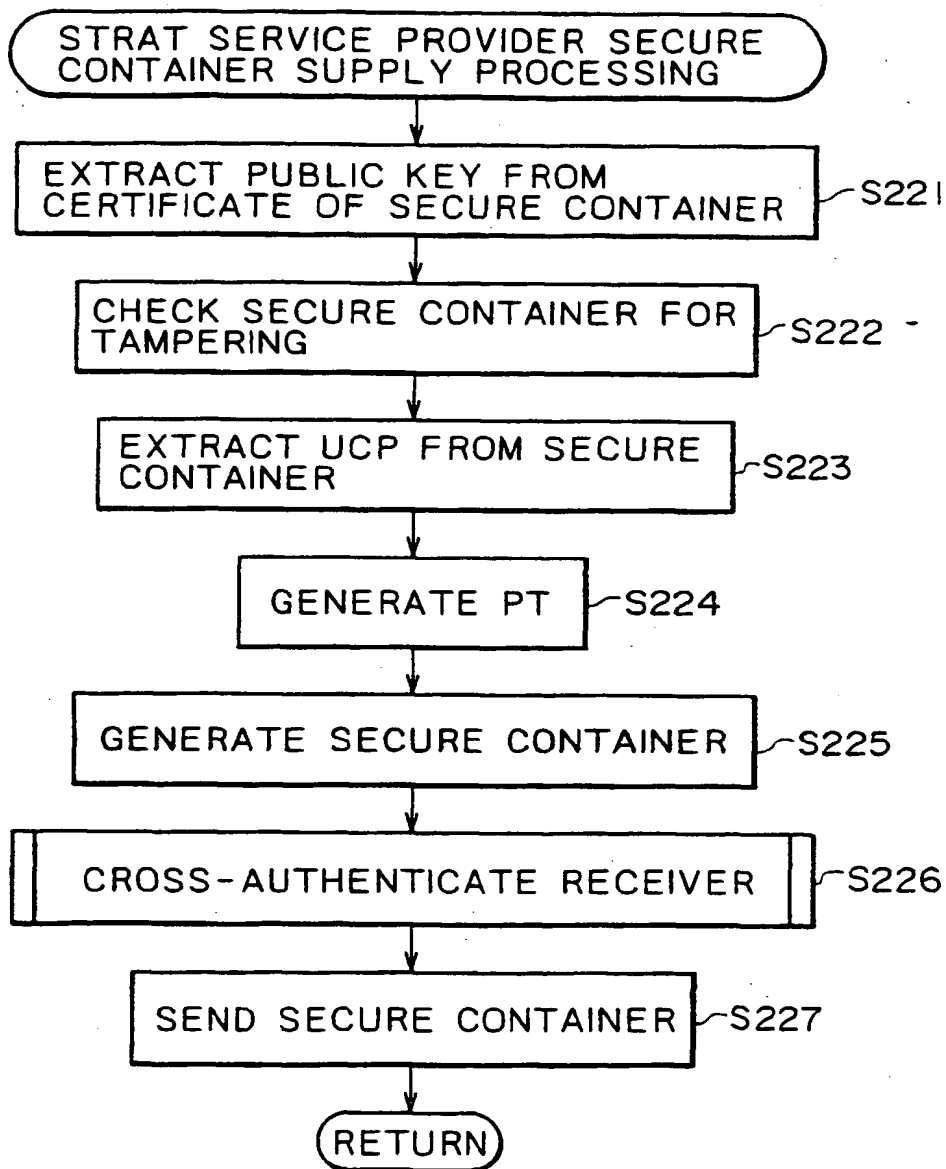 STRAT SERVICE PROVIDER SECURE
CONTAINER SUPPLY PROCESSING
EXTRACT PUBLIC KEY FROM
CERTIFICATE OF SECURE CONTAINER
S221
CHECK SECURE CONTAINER FOR
TAMPERING
S222
EXTRACT UCP FROM SECURE
CONTAINER
S223
GENERATE PT
S224
GENERATE SECURE CONTAINER
S225
CROSS-AUTHENTICATE RECEIVER
S226
SEND SECURE CONTAINER
S227
RETURN